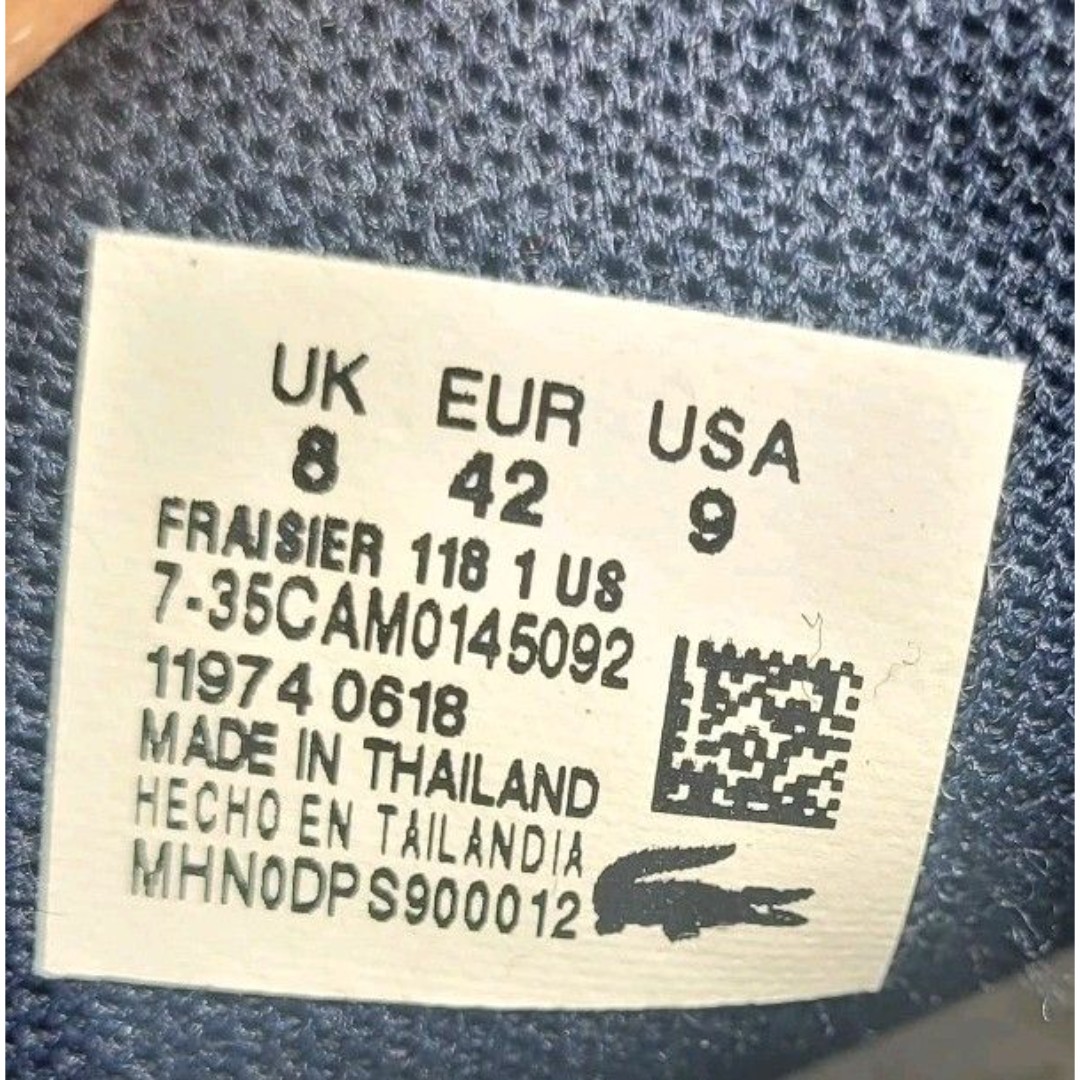 UK EUR USA
8 42 9
FRAISIER 118 1 US
7-35CAM0145092
11974 0618
MADE IN THAILAND
HECHO EN TAILANDIA
MHN0DPS900012